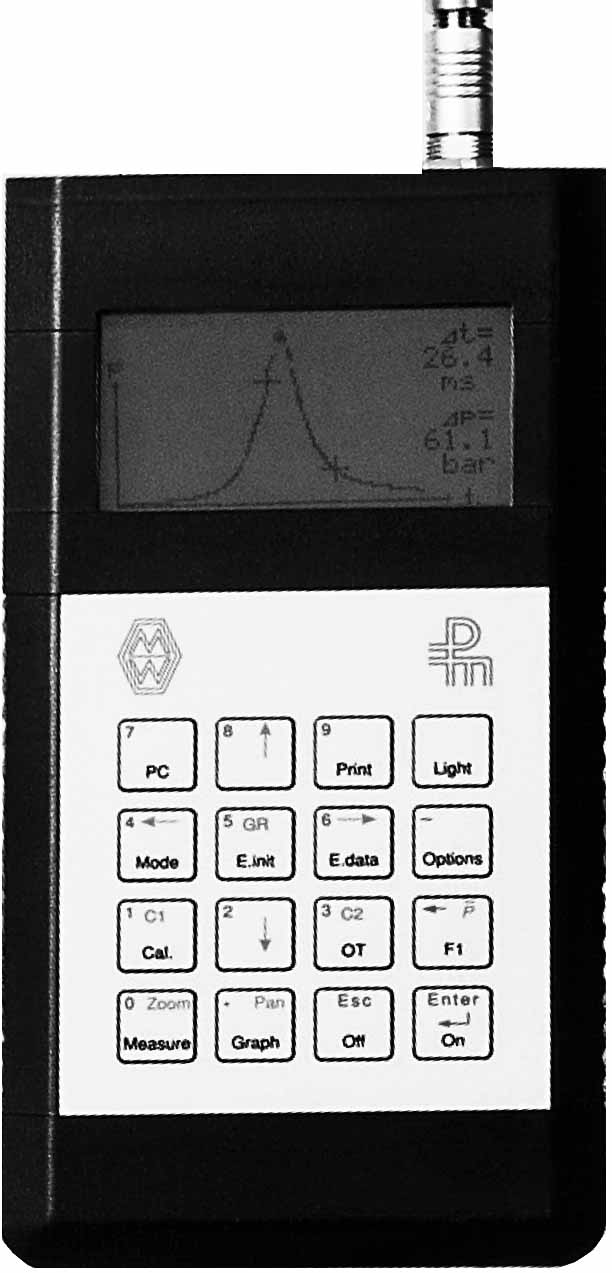 P
Δt=
26.4
ms
Δp=
61.1
bar
t
MW
Pm
7
PC
8 ↑
9
Print
Light
4 ←
Mode
5 GR
E.init
6 →
E.data
–
Options
1 C1
Cal.
2
↓
3 C2
OT
← p̄
F1
0 Zoom
Measure
· Pan
Graph
Esc
Off
Enter
↵
On